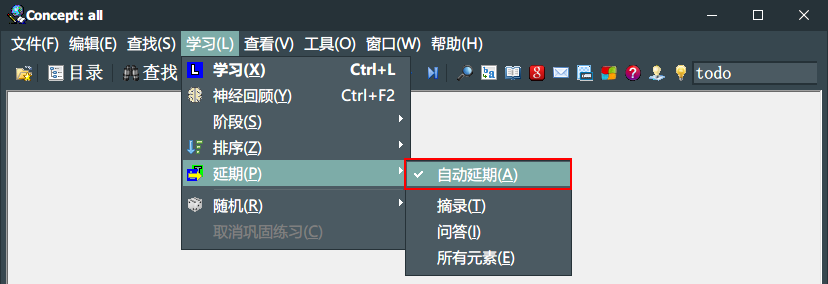 Concept: all
文件(F) 编辑(E) 查找(S) 学习(L) 查看(V) 工具(O) 窗口(W) 帮助(H)
目录 查找 todo
学习(X) Ctrl+L
神经回顾(Y) Ctrl+F2
阶段(S)
排序(Z)
延期(P) 自动延期(A)
随机(R) 摘录(T)
取消巩固练习(C) 问答(I)
所有元素(E)